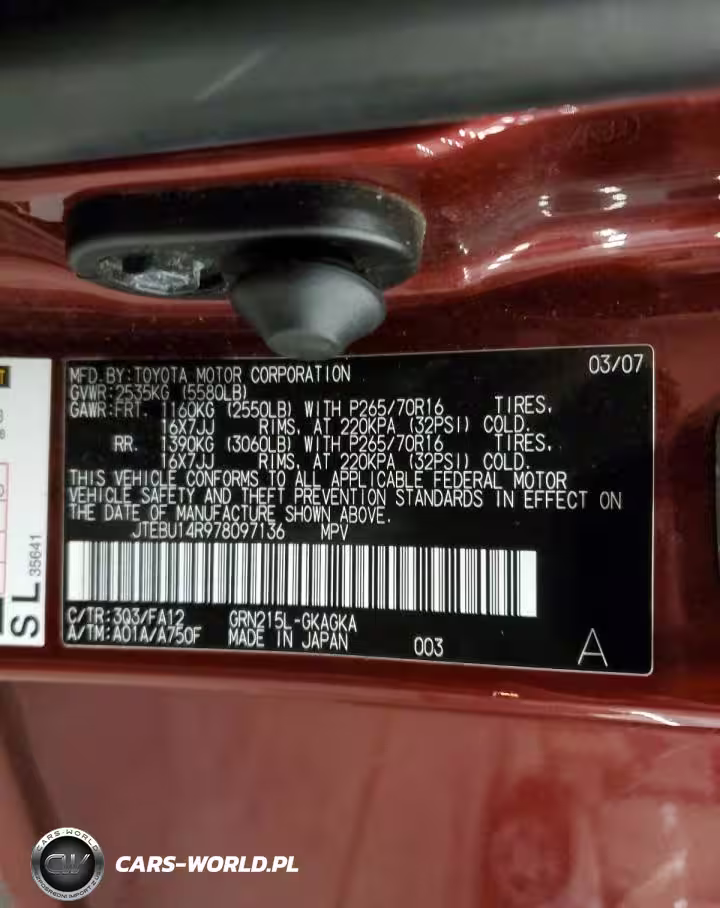 MFD.BY:TOYOTA MOTOR CORPORATION 03/07
GVWR:2535KG (5580LB)
GAWR:FRT. 1160KG (2550LB) WITH P265/70R16 TIRES,
16X7JJ RIMS, AT 220KPA (32PSI) COLD.
RR. 1390KG (3060LB) WITH P265/70R16 TIRES,
16X7JJ RIMS, AT 220KPA (32PSI) COLD.
THIS VEHICLE CONFORMS TO ALL APPLICABLE FEDERAL MOTOR
VEHICLE SAFETY AND THEFT PREVENTION STANDARDS IN EFFECT ON
THE DATE OF MANUFACTURE SHOWN ABOVE.
JTEBU14R978097136 MPV
C/TR:3Q3/FA12 GRN215L-GKAGKA
A/TM:A01A/A750F MADE IN JAPAN 003 A
SL 35641
CARS-WORLD
CW
CARS-WORLD.PL